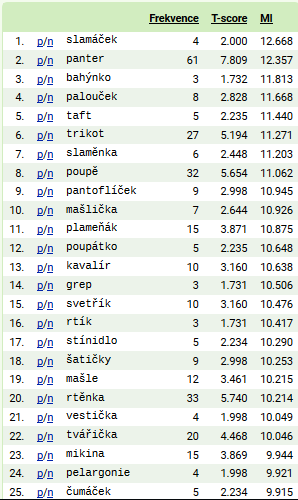 Frekvence T-score MI
1. p/n slamáček 4 2.000 12.668
2. p/n panter 61 7.809 12.357
3. p/n bahýnko 3 1.732 11.813
4. p/n palouček 8 2.828 11.668
5. p/n taft 5 2.235 11.440
6. p/n trikot 27 5.194 11.271
7. p/n slaměnka 6 2.448 11.203
8. p/n poupě 32 5.654 11.062
9. p/n pantoflíček 9 2.998 10.945
10. p/n mašlička 7 2.644 10.926
11. p/n plameňák 15 3.871 10.875
12. p/n poupátko 5 2.235 10.648
13. p/n kavalír 10 3.160 10.638
14. p/n grep 3 1.731 10.506
15. p/n svetřík 10 3.160 10.476
16. p/n rtík 3 1.731 10.417
17. p/n stínidlo 5 2.234 10.290
18. p/n šatičky 9 2.998 10.253
19. p/n mašle 12 3.461 10.215
20. p/n rtěnka 33 5.740 10.214
21. p/n vestička 4 1.998 10.049
22. p/n tvářička 20 4.468 10.046
23. p/n mikina 15 3.869 9.944
24. p/n pelargonie 4 1.998 9.921
25. p/n čumáček 5 2.234 9.915